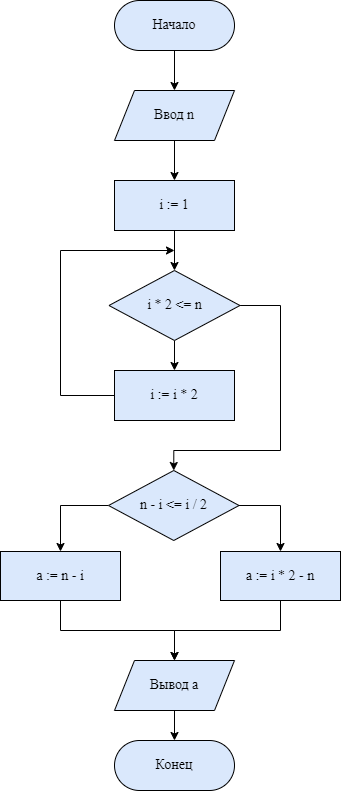 Начало
Ввод n
i := 1
i * 2 <= n
i := i * 2
n - i <= i / 2
a := n - i
a := i * 2 - n
Вывод a
Конец